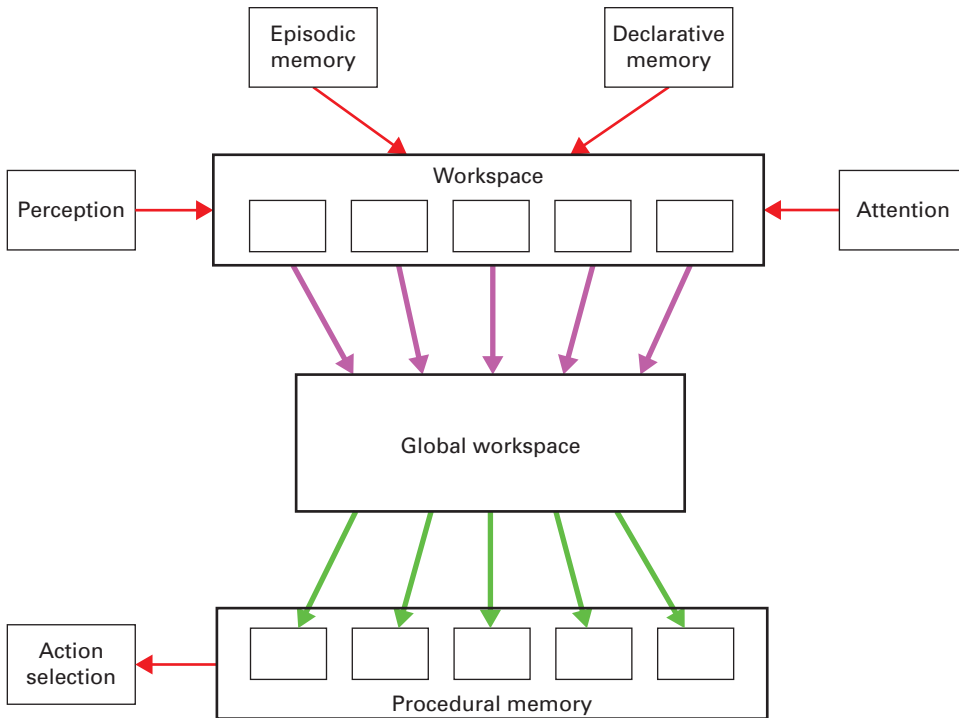 Episodic
memory
Declarative
memory
Workspace
Perception
Attention
Global workspace
Action
selection
Procedural memory